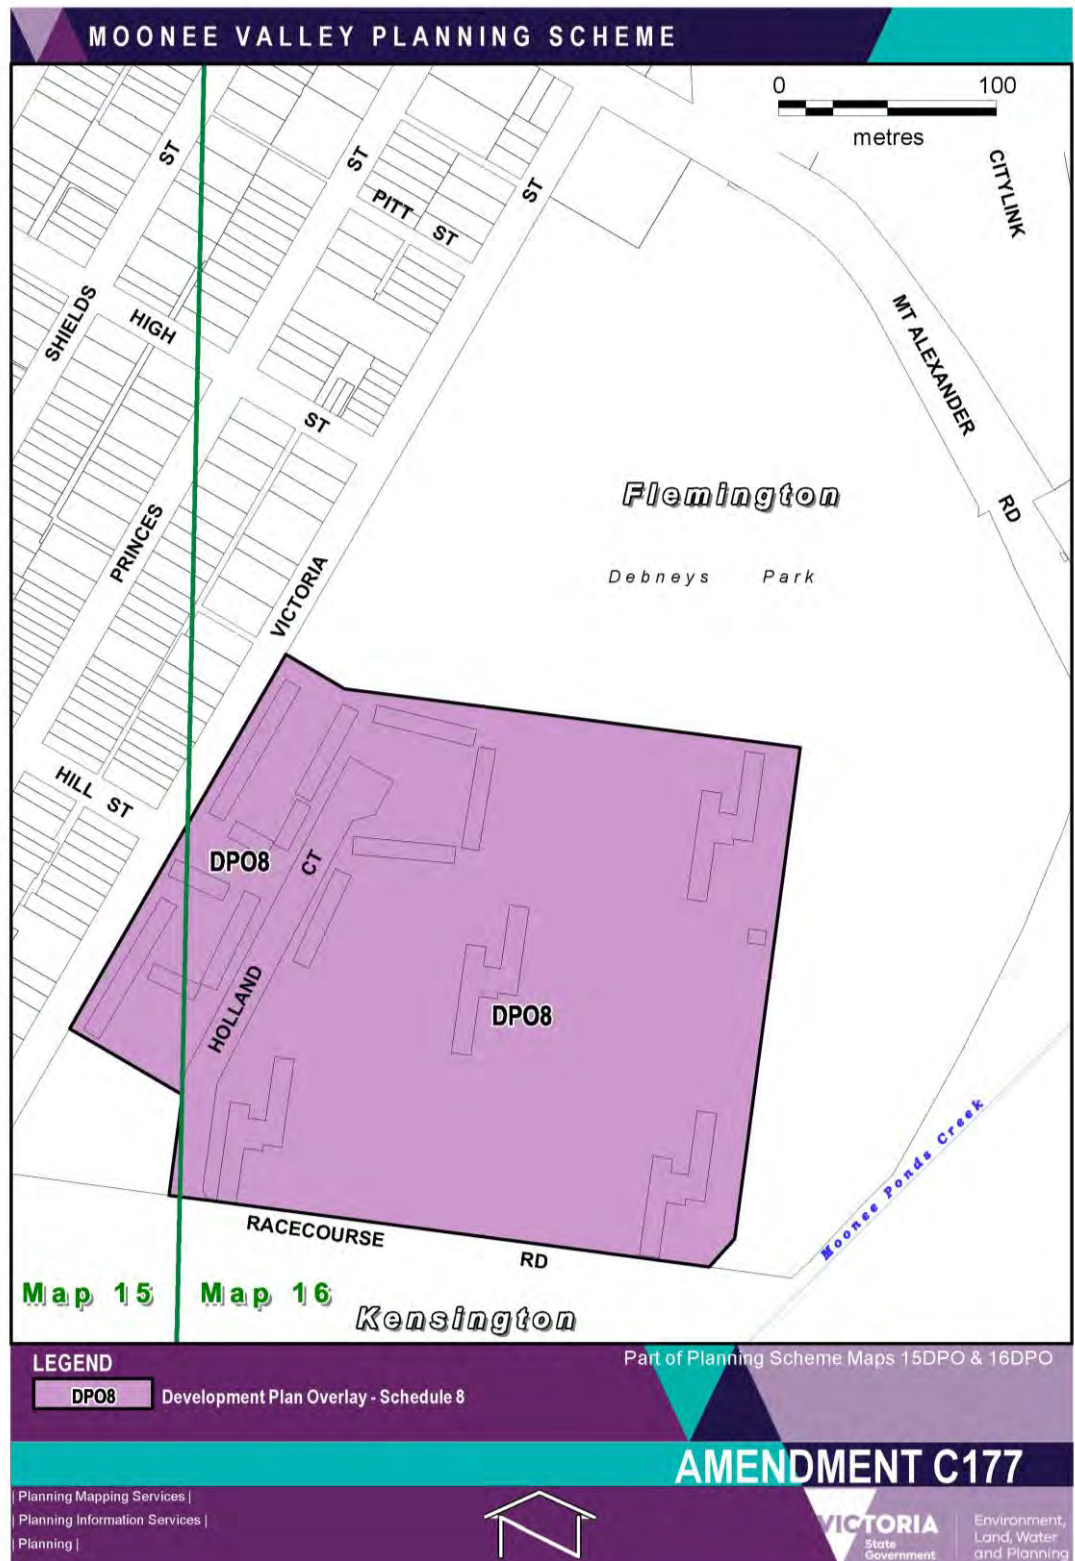 MOONEE VALLEY PLANNING SCHEME
0 100
metres
CITYLINK
ST
ST
PITT ST
ST
SHIELDS
HIGH
ST
MT ALEXANDER
RD
Flemington
Debneys Park
PRINCES
VICTORIA
HILL ST
DPO8
CT
HOLLAND
DPO8
Moonee Ponds Creek
RACECOURSE
RD
Map 15 Map 16
Kensington
LEGEND
DPO8 Development Plan Overlay - Schedule 8
Part of Planning Scheme Maps 15DPO & 16DPO
AMENDMENT C177
| Planning Mapping Services |
| Planning Information Services |
| Planning |
N
VICTORIA
State
Government
Environment,
Land, Water
and Planning